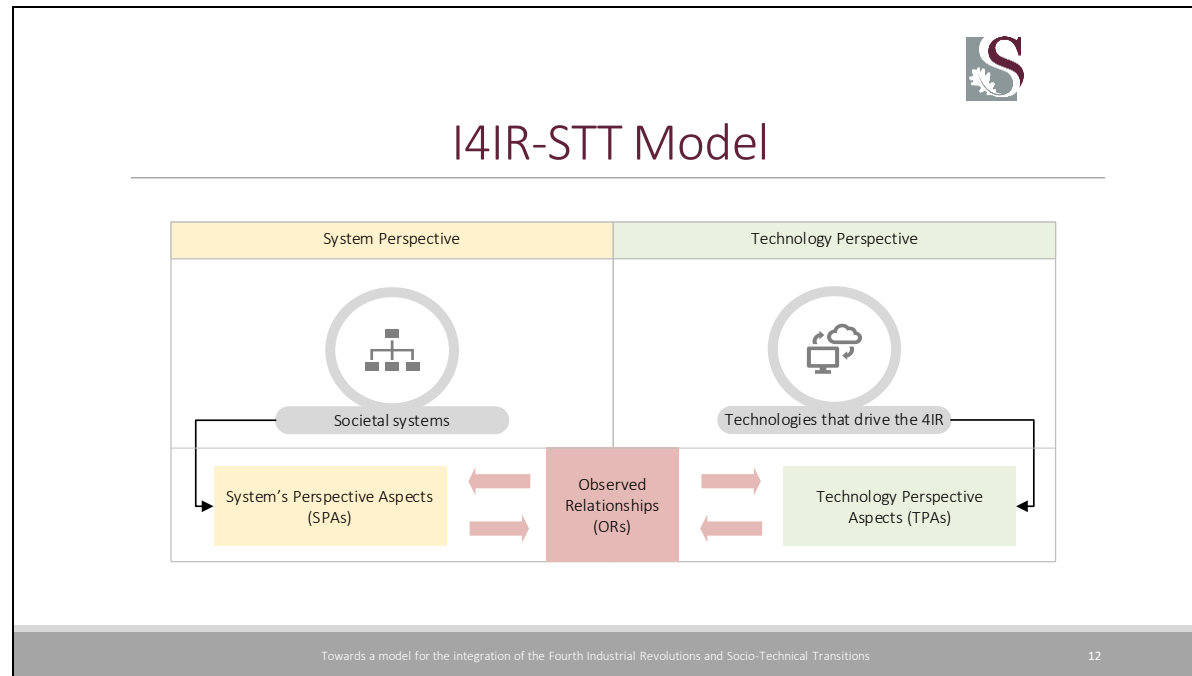 I4IR-STT Model
System Perspective
Technology Perspective
Societal systems
Technologies that drive the 4IR
System's Perspective Aspects
(SPAs)
Observed
Relationships
(ORs)
Technology Perspective
Aspects (TPAs)
Towards a model for the integration of the Fourth Industrial Revolutions and Socio-Technical Transitions
12